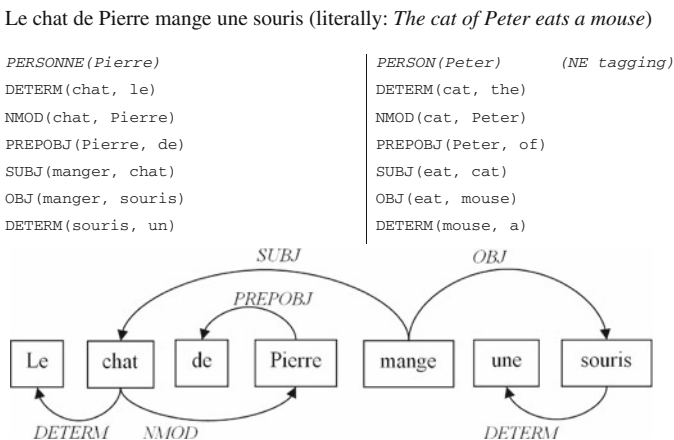 Le chat de Pierre mange une souris (literally: The cat of Peter eats a mouse)
PERSONNE(Pierre) PERSON(Peter) (NE tagging)
DETERM(chat, le) DETERM(cat, the)
NMOD(chat, Pierre) NMOD(cat, Peter)
PREPOBJ(Pierre, de) PREPOBJ(Peter, of)
SUBJ(manger, chat) SUBJ(eat, cat)
OBJ(manger, souris) OBJ(eat, mouse)
DETERM(souris, un) DETERM(mouse, a)
SUBJ OBJ
PREPOBJ
Le chat de Pierre mange une souris
DETERM NMOD DETERM